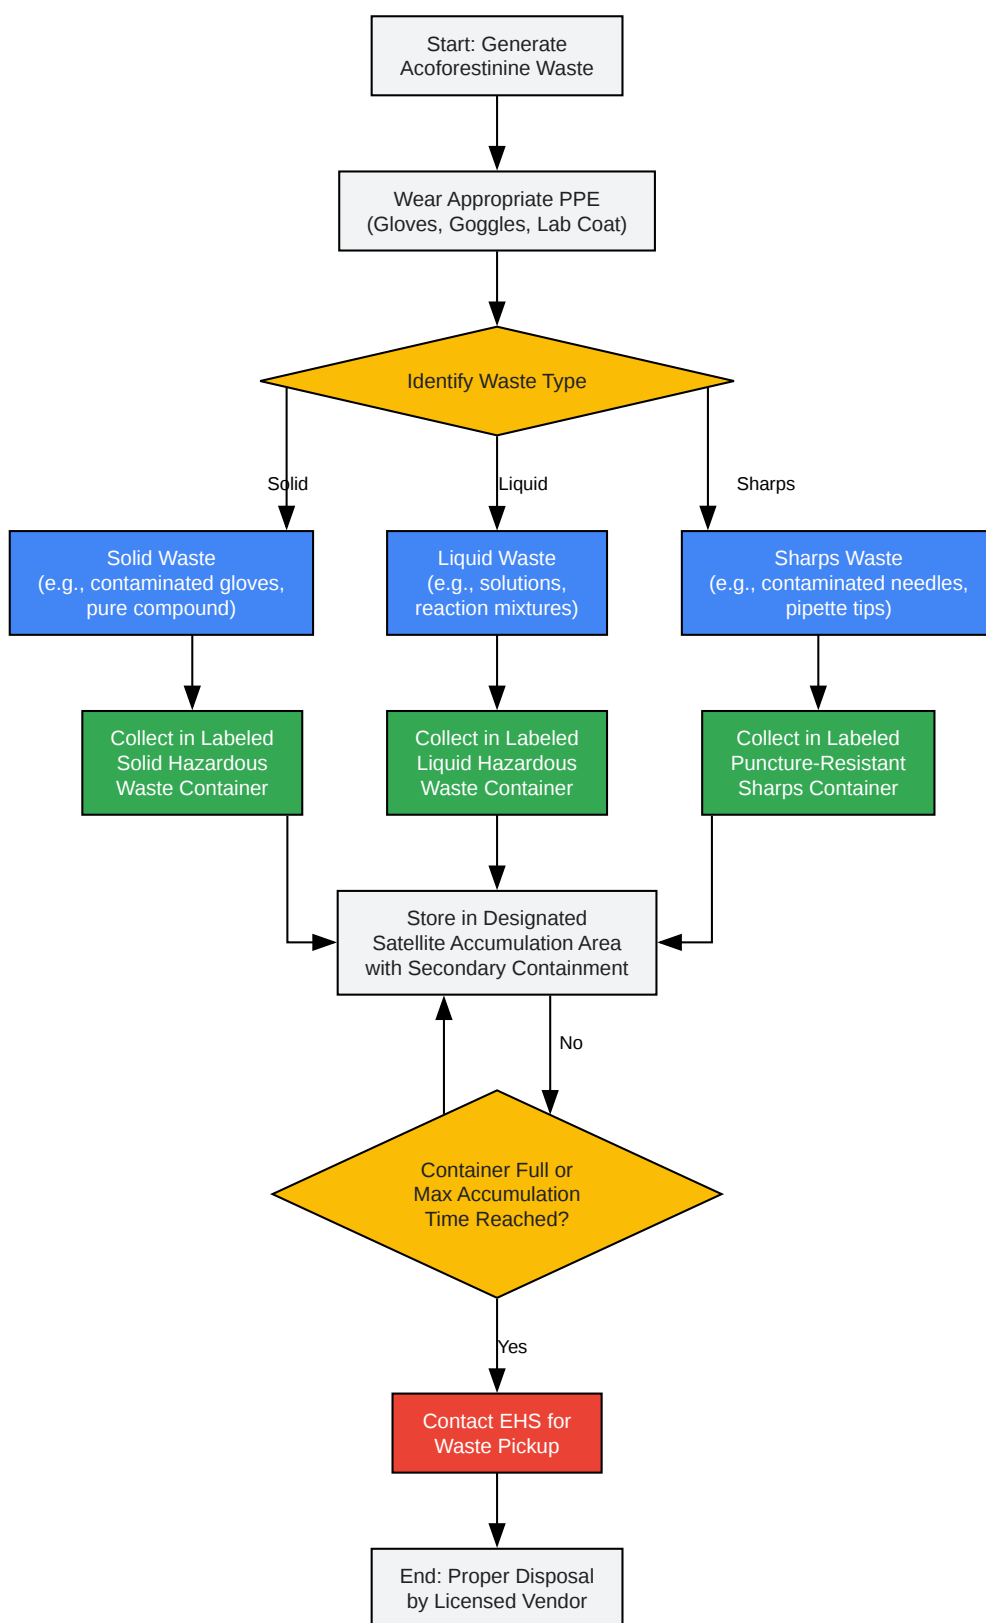 Start: Generate
Acoforestinine Waste
Wear Appropriate PPE
(Gloves, Goggles, Lab Coat)
Identify Waste Type
Solid
Liquid
Sharps
Solid Waste
(e.g., contaminated gloves,
pure compound)
Liquid Waste
(e.g., solutions,
reaction mixtures)
Sharps Waste
(e.g., contaminated needles,
pipette tips)
Collect in Labeled
Solid Hazardous
Waste Container
Collect in Labeled
Liquid Hazardous
Waste Container
Collect in Labeled
Puncture-Resistant
Sharps Container
Store in Designated
Satellite Accumulation Area
with Secondary Containment
No
Container Full or
Max Accumulation
Time Reached?
Yes
Contact EHS for
Waste Pickup
End: Proper Disposal
by Licensed Vendor